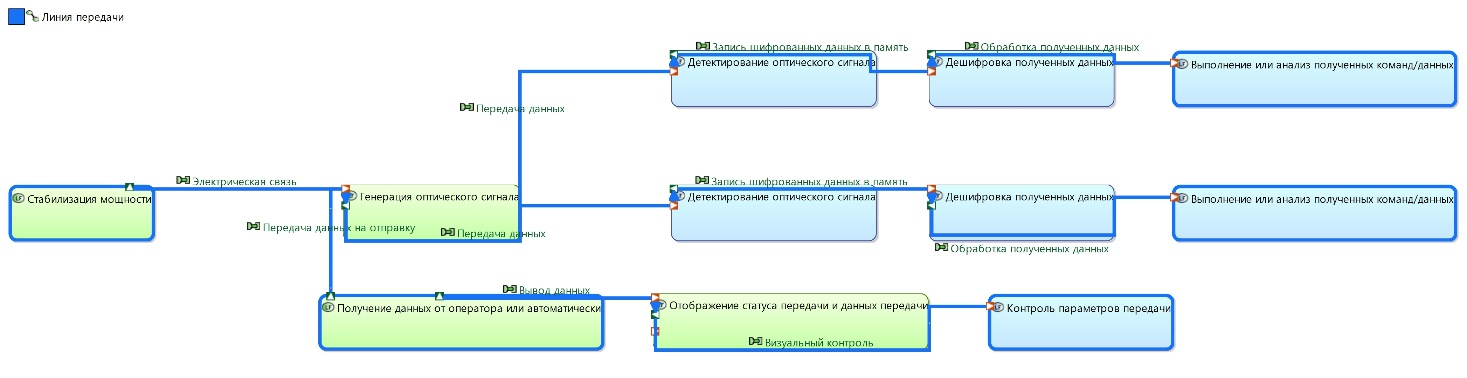 Линия передачи
Запись шифрованных данных в память
Обработка полученных данных
Детектирование оптического сигнала
Дешифровка полученных данных
Выполнение или анализ полученных команд/данных
Передача данных
Электрическая связь
Запись шифрованных данных в память
Стабилизация мощности
Генерация оптического сигнала
Детектирование оптического сигнала
Дешифровка полученных данных
Выполнение или анализ полученных команд/данных
Передача данных на отправку
Передача данных
Обработка полученных данных
Вывод данных
Получение данных от оператора или автоматически
Отображение статуса передачи и данных передачи
Контроль параметров передачи
Визуальный контроль